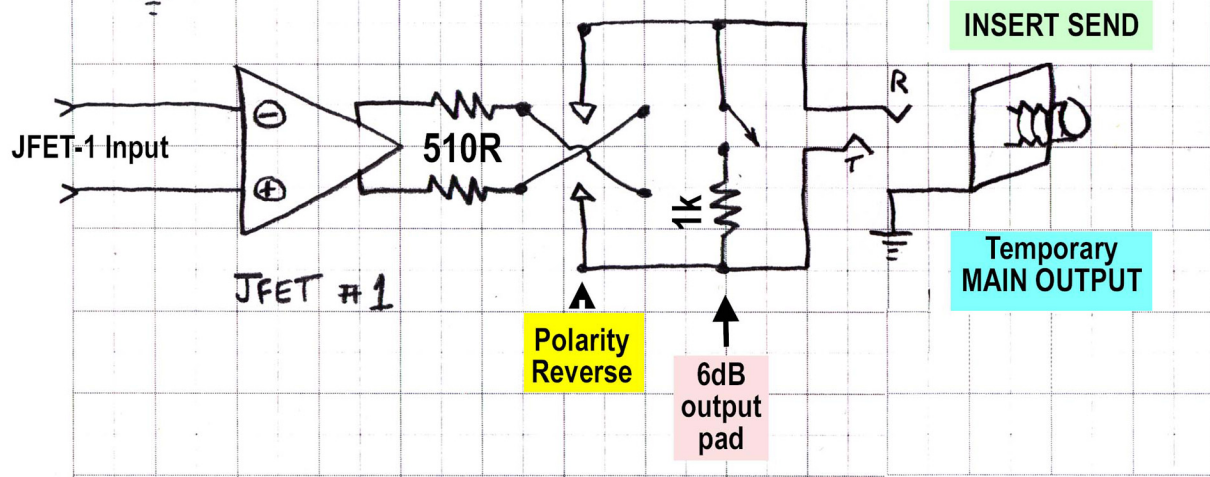 INSERT SEND
R
−
JFET-1 Input
510R
T
+
1k
JFET #1
Temporary
MAIN OUTPUT
Polarity
Reverse
6dB
output
pad